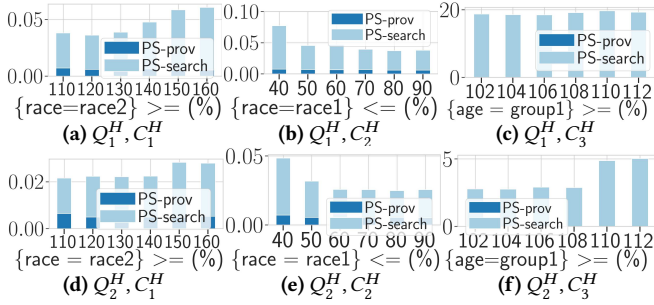 0.05
0.00
PS-prov
PS-search
110 120 130 140 150 160
{race=race2} >= (%)
(a) Q₁ᴴ, C₁ᴴ
0.10
0.05
0.00
PS-prov
PS-search
40 50 60 70 80 90
{race=race1} <= (%)
(b) Q₁ᴴ, C₂ᴴ
20
0
PS-prov
PS-search
102 104 106 108 110 112
{age = group1} >= (%)
(c) Q₁ᴴ, C₃ᴴ
0.02
0.00
PS-prov
PS-search
110 120 130 140 150 160
{race = race2} >= (%)
(d) Q₂ᴴ, C₁ᴴ
0.05
0.00
PS-prov
PS-search
40 50 60 70 80 90
{race = race1} <= (%)
(e) Q₂ᴴ, C₂ᴴ
5
0
PS-prov
PS-search
102 104 106 108 110 112
{age=group1} >= (%)
(f) Q₂ᴴ, C₃ᴴ